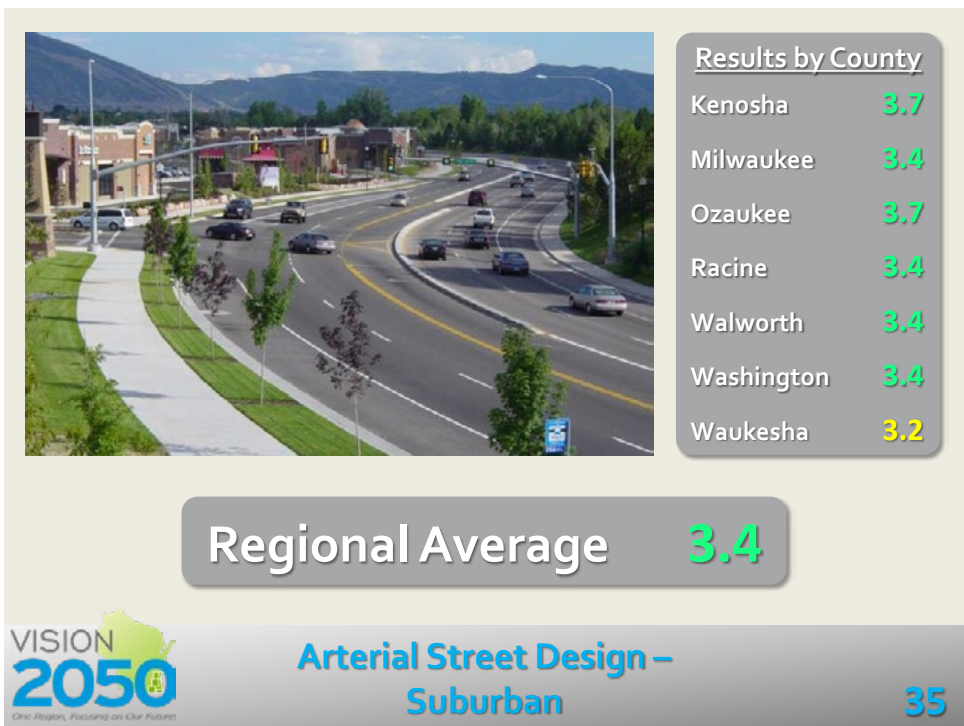 Results by County
Kenosha 3.7
Milwaukee 3.4
Ozaukee 3.7
Racine 3.4
Walworth 3.4
Washington 3.4
Waukesha 3.2
Regional Average 3.4
VISION
2050
One Region, Focusing on Our Future
Arterial Street Design –
Suburban
35